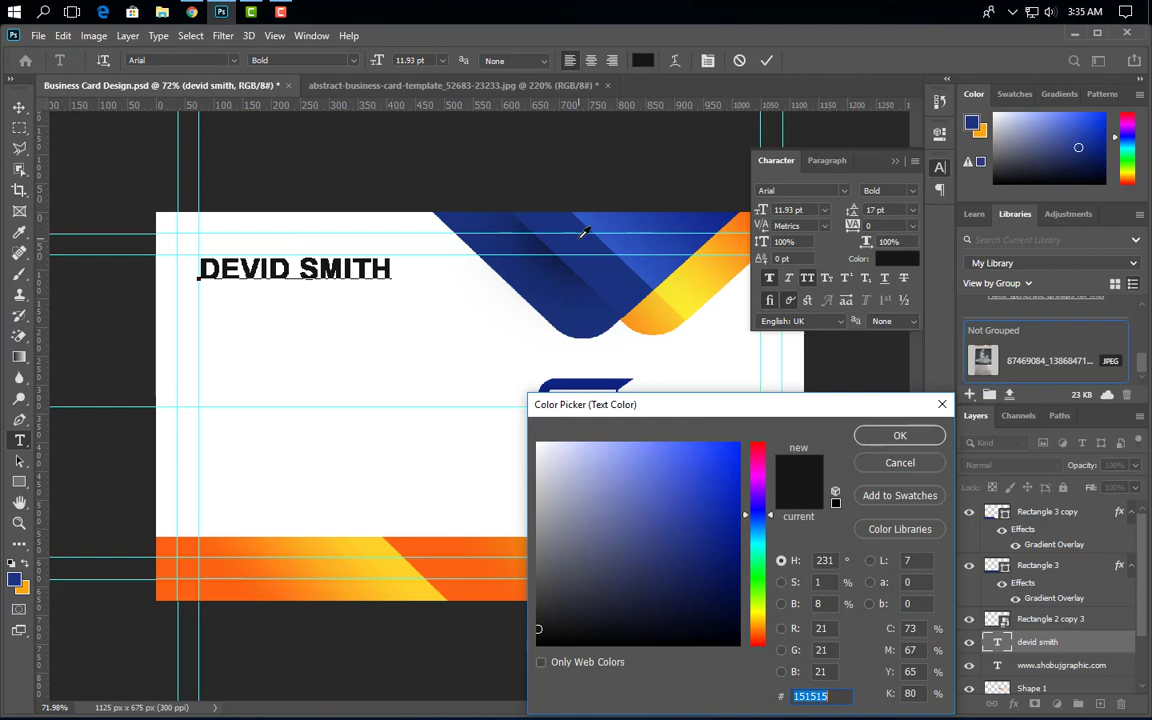 3:35 AM
File Edit Image Layer Type Select Filter 3D View Window Help
Arial Bold 11.93 pt None
Business Card Design.psd @ 72% (devid smith, RGB/8#) * abstract-business-card-template_52683-23233.jpg @ 220% (RGB/8#) *
Color Swatches Gradients Patterns
DEVID SMITH
Character Paragraph
Arial Bold
11.93 pt 17 pt
Metrics 0
100% 100%
0 pt Color:
English: UK None
Learn Libraries Adjustments
Search Current Library
My Library
View by Group
Not Grouped
87469084_13868471... JPEG
23 KB
Layers Channels Paths
Kind
Normal Opacity: 100%
Lock: Fill: 100%
Rectangle 3 copy fx
Effects
Gradient Overlay
Rectangle 3 fx
Effects
Gradient Overlay
Rectangle 2 copy 3
devid smith
www.shobujgraphic.com
Shape 1
Color Picker (Text Color)
new
current
OK
Cancel
Add to Swatches
Color Libraries
H: 231 ° L: 7
S: 1 % a: 0
B: 8 % b: 0
R: 21 C: 73 %
G: 21 M: 67 %
B: 21 Y: 65 %
# 151515 K: 80 %
Only Web Colors
71.98% 1125 px x 675 px (300 ppi)